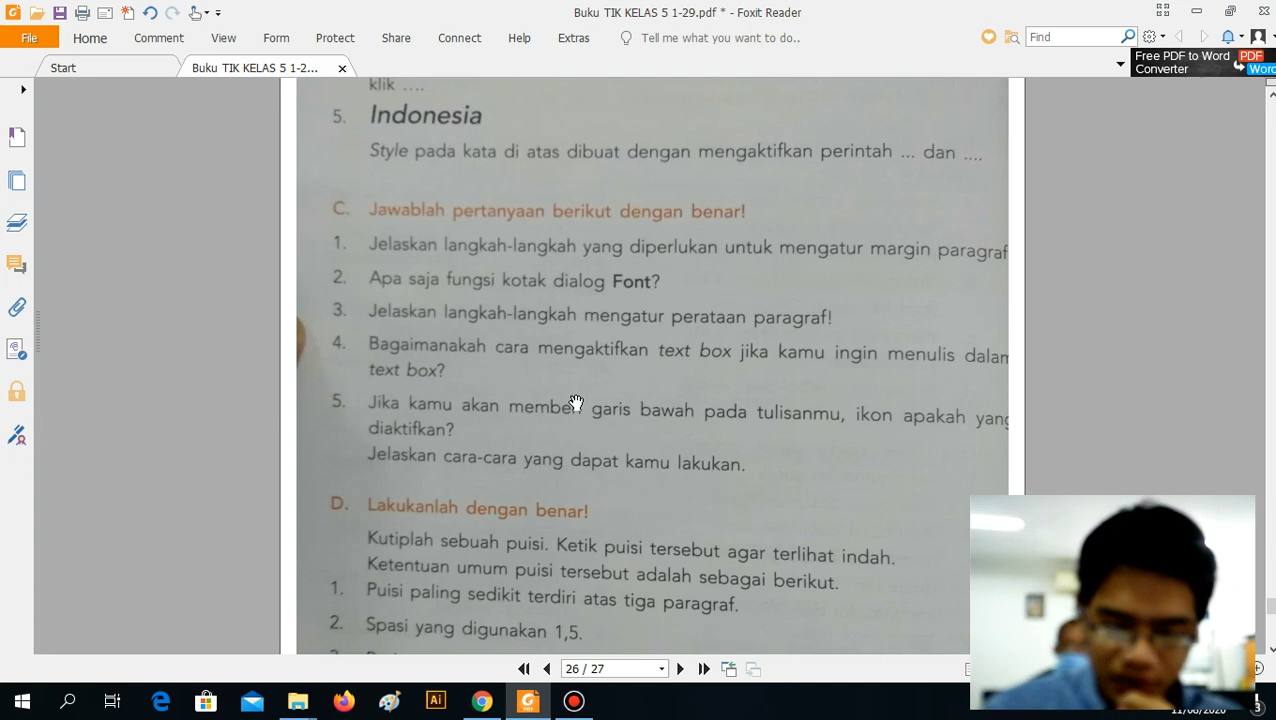 Buku TIK KELAS 5 1-29.pdf * - Foxit Reader
File Home Comment View Form Protect Share Connect Help Extras Tell me what you want to do.. Find
Start Buku TIK KELAS 5 1-2... Free PDF to Word PDF
Converter Word
klik ....
5. Indonesia
Style pada kata di atas dibuat dengan mengaktifkan perintah ... dan ....
C. Jawablah pertanyaan berikut dengan benar!
1. Jelaskan langkah-langkah yang diperlukan untuk mengatur margin paragraf
2. Apa saja fungsi kotak dialog Font?
3. Jelaskan langkah-langkah mengatur perataan paragraf!
4. Bagaimanakah cara mengaktifkan text box jika kamu ingin menulis dalam
text box?
5. Jika kamu akan member garis bawah pada tulisanmu, ikon apakah yang
diaktifkan?
Jelaskan cara-cara yang dapat kamu lakukan.
D. Lakukanlah dengan benar!
Kutiplah sebuah puisi. Ketik puisi tersebut agar terlihat indah.
Ketentuan umum puisi tersebut adalah sebagai berikut.
1. Puisi paling sedikit terdiri atas tiga paragraf.
2. Spasi yang digunakan 1,5.
26 / 27
Ai
11/08/2020 3